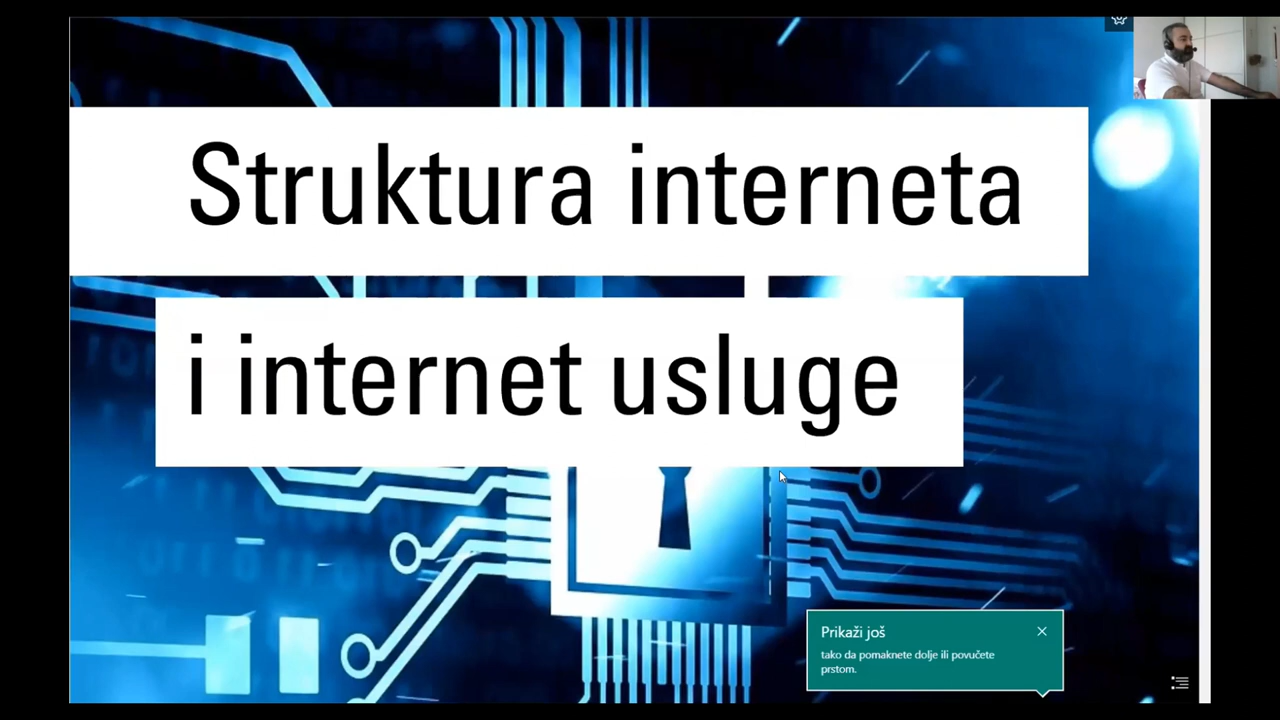 Struktura interneta
i internet usluge
Prikaži još
tako da pomaknete dolje ili povučete
prstom.